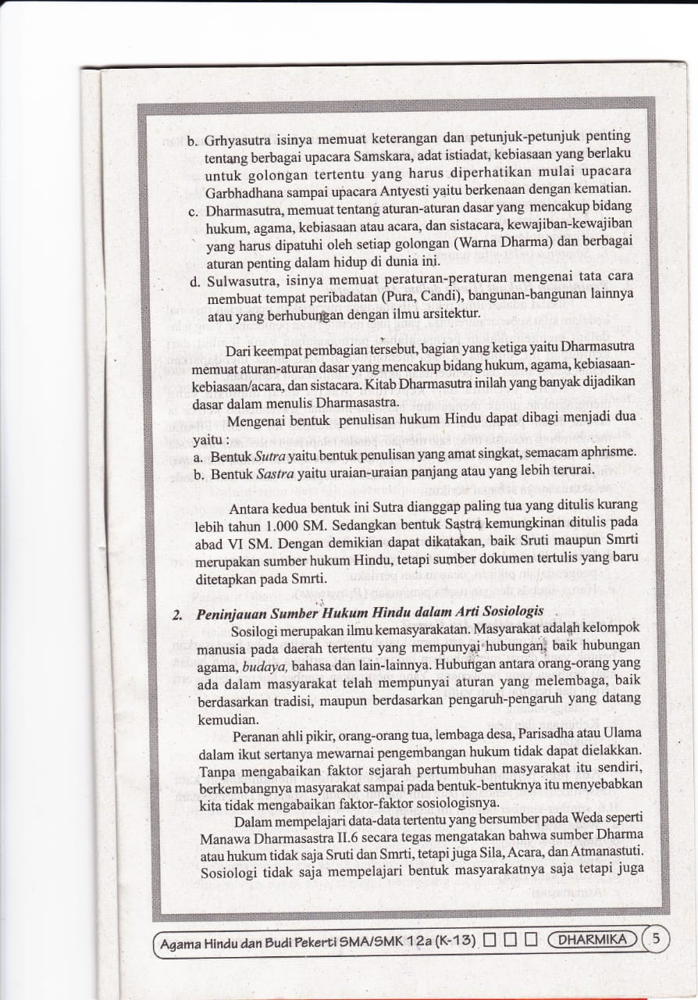 b. Grhyasutra isinya memuat keterangan dan petunjuk-petunjuk penting
tentang berbagai upacara Samskara, adat istiadat, kebiasaan yang berlaku
untuk golongan tertentu yang harus diperhatikan mulai upacara
Garbhadhana sampai upacara Antyesti yaitu berkenaan dengan kematian.
c. Dharmasutra, memuat tentang aturan-aturan dasar yang mencakup bidang
hukum, agama, kebiasaan atau acara, dan sistacara, kewajiban-kewajiban
yang harus dipatuhi oleh setiap golongan (Warna Dharma) dan berbagai
aturan penting dalam hidup di dunia ini.
d. Sulwasutra, isinya memuat peraturan-peraturan mengenai tata cara
membuat tempat peribadatan (Pura, Candi), bangunan-bangunan lainnya
atau yang berhubungan dengan ilmu arsitektur.
Dari keempat pembagian tersebut, bagian yang ketiga yaitu Dharmasutra
memuat aturan-aturan dasar yang mencakup bidang hukum, agama, kebiasaan-
kebiasaan/acara, dan sistacara. Kitab Dharmasutra inilah yang banyak dijadikan
dasar dalam menulis Dharmasastra.
Mengenai bentuk penulisan hukum Hindu dapat dibagi menjadi dua
yaitu :
a. Bentuk Sutra yaitu bentuk penulisan yang amat singkat, semacam aphrisme.
b. Bentuk Sastra yaitu uraian-uraian panjang atau yang lebih terurai.
Antara kedua bentuk ini Sutra dianggap paling tua yang ditulis kurang
lebih tahun 1.000 SM. Sedangkan bentuk Sastra kemungkinan ditulis pada
abad VI SM. Dengan demikian dapat dikatakan, baik Sruti maupun Smrti
merupakan sumber hukum Hindu, tetapi sumber dokumen tertulis yang baru
ditetapkan pada Smrti.
2. Peninjauan Sumber Hukum Hindu dalam Arti Sosiologis
Sosilogi merupakan ilmu kemasyarakatan. Masyarakat adalah kelompok
manusia pada daerah tertentu yang mempunyai hubungan, baik hubungan
agama, budaya, bahasa dan lain-lainnya. Hubungan antara orang-orang yang
ada dalam masyarakat telah mempunyai aturan yang melembaga, baik
berdasarkan tradisi, maupun berdasarkan pengaruh-pengaruh yang datang
kemudian.
Peranan ahli pikir, orang-orang tua, lembaga desa, Parisadha atau Ulama
dalam ikut sertanya mewarnai pengembangan hukum tidak dapat dielakkan.
Tanpa mengabaikan faktor sejarah pertumbuhan masyarakat itu sendiri,
berkembangnya masyarakat sampai pada bentuk-bentuknya itu menyebabkan
kita tidak mengabaikan faktor-faktor sosiologisnya.
Dalam mempelajari data-data tertentu yang bersumber pada Weda seperti
Manawa Dharmasastra II.6 secara tegas mengatakan bahwa sumber Dharma
atau hukum tidak saja Sruti dan Smrti, tetapi juga Sila, Acara, dan Atmanastuti.
Sosiologi tidak saja mempelajari bentuk masyarakatnya saja tetapi juga
Agama Hindu dan Budi Pekerti SMA/SMK 12a (K-13) DHARMIKA 5